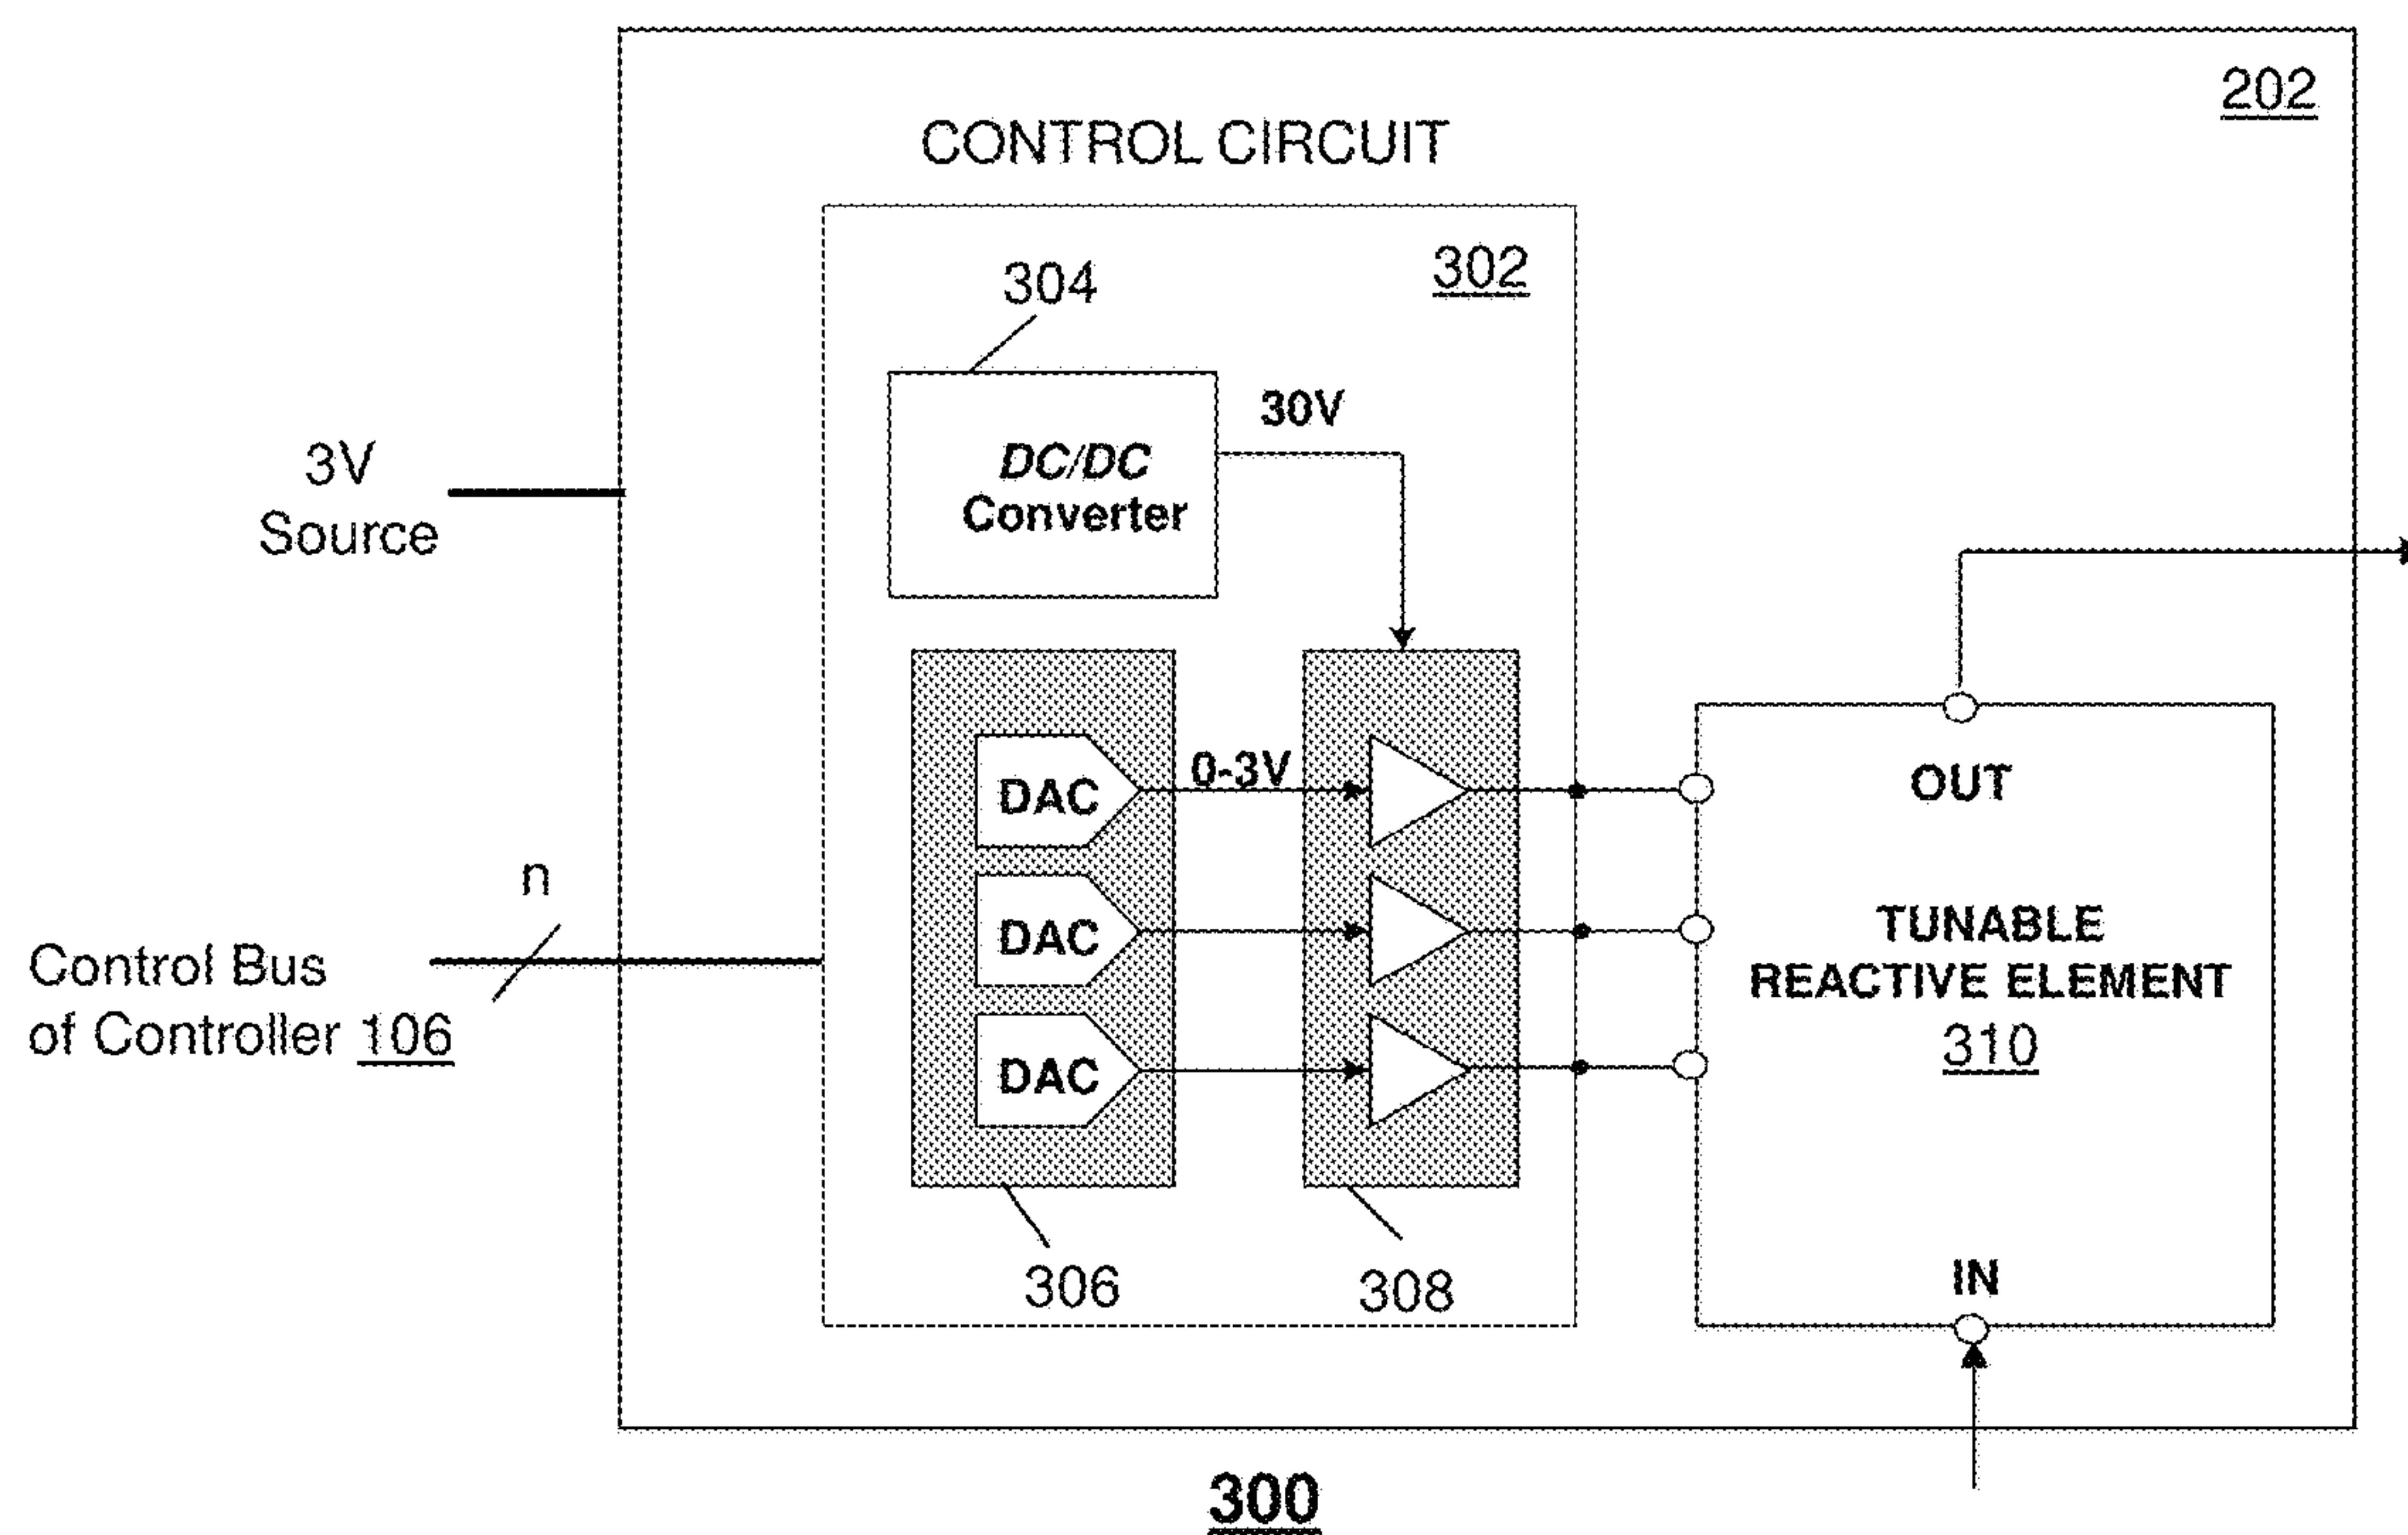 202
CONTROL CIRCUIT
302
304
30V
DC/DC
Converter
3V
Source
0-3V
DAC
DAC
DAC
OUT
n
TUNABLE
REACTIVE ELEMENT
310
Control Bus
of Controller 106
IN
306
308
300